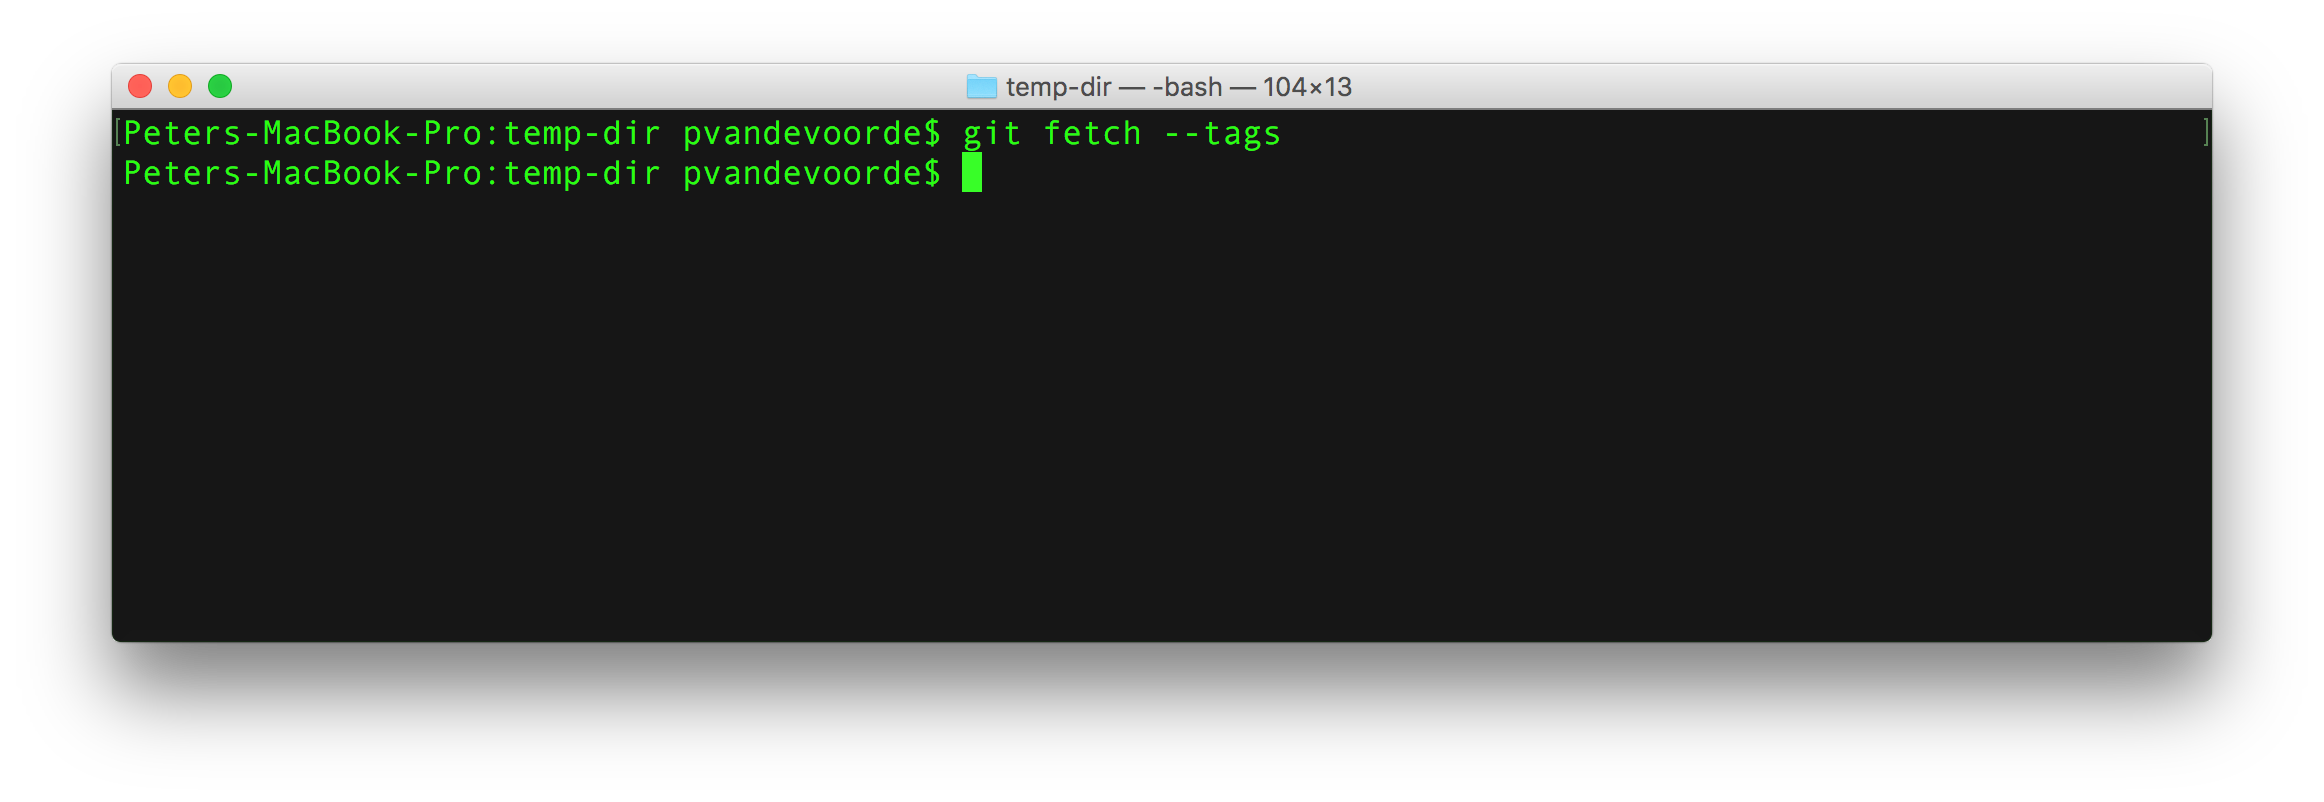 temp-dir — -bash — 104×13
[Peters-MacBook-Pro:temp-dir pvandevoorde$ git fetch --tags ]
Peters-MacBook-Pro:temp-dir pvandevoorde$